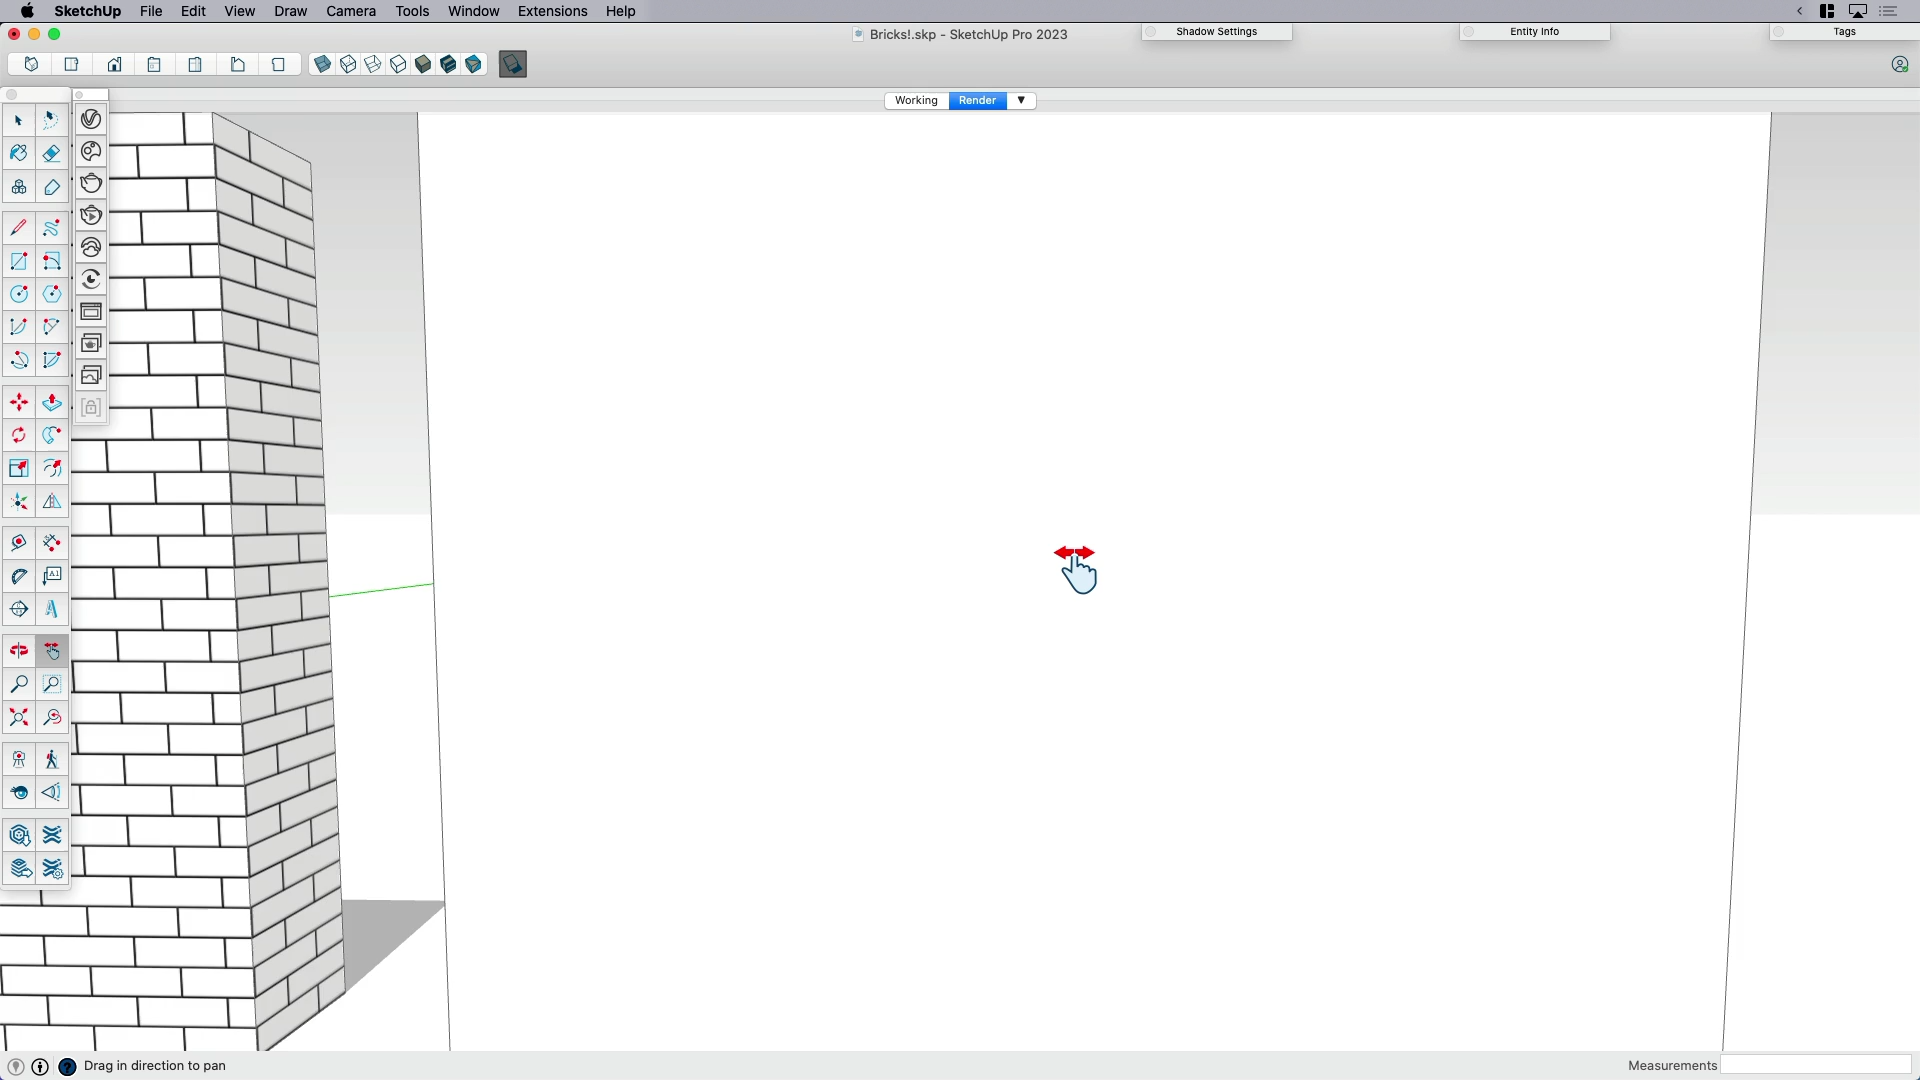 SketchUp File Edit View Draw Camera Tools Window Extensions Help
Bricks!.skp - SketchUp Pro 2023
Shadow Settings
Entity Info
Tags
Working Render
A1
Drag in direction to pan
Measurements